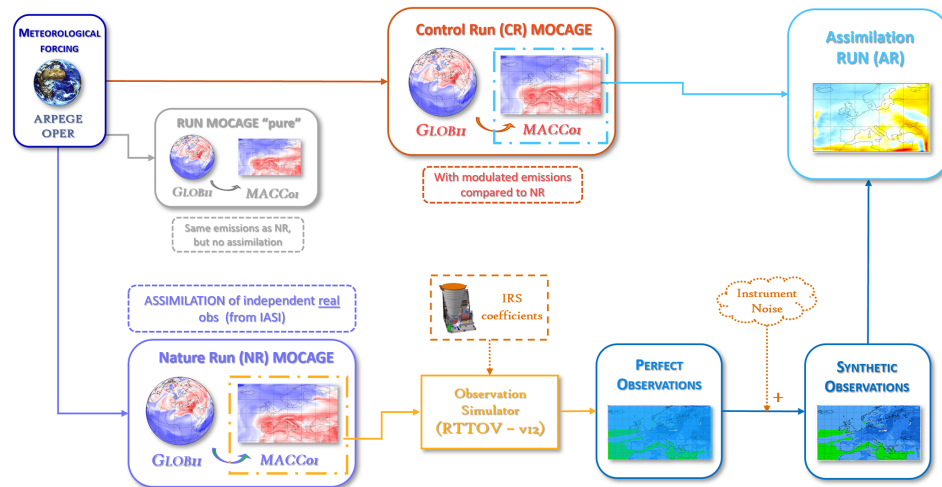 METEOROLOGICAL
FORCING
ARPEGE
OPER
Control Run (CR) MOCAGE
GLOB11
MACC01
With modulated emissions
compared to NR
Assimilation
RUN (AR)
RUN MOCAGE "pure"
GLOB11
MACC01
Same emissions as NR,
but no assimilation
ASSIMILATION of independent real
obs (from IASI)
Nature Run (NR) MOCAGE
GLOB11
MACC01
IRS
coefficients
Observation
Simulator
(RTTOV – v12)
PERFECT
OBSERVATIONS
Instrument
Noise
+
SYNTHETIC
OBSERVATIONS